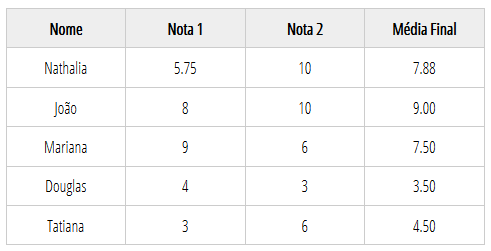 Nome Nota 1 Nota 2 Média Final
Nathalia 5.75 10 7.88
João 8 10 9.00
Mariana 9 6 7.50
Douglas 4 3 3.50
Tatiana 3 6 4.50